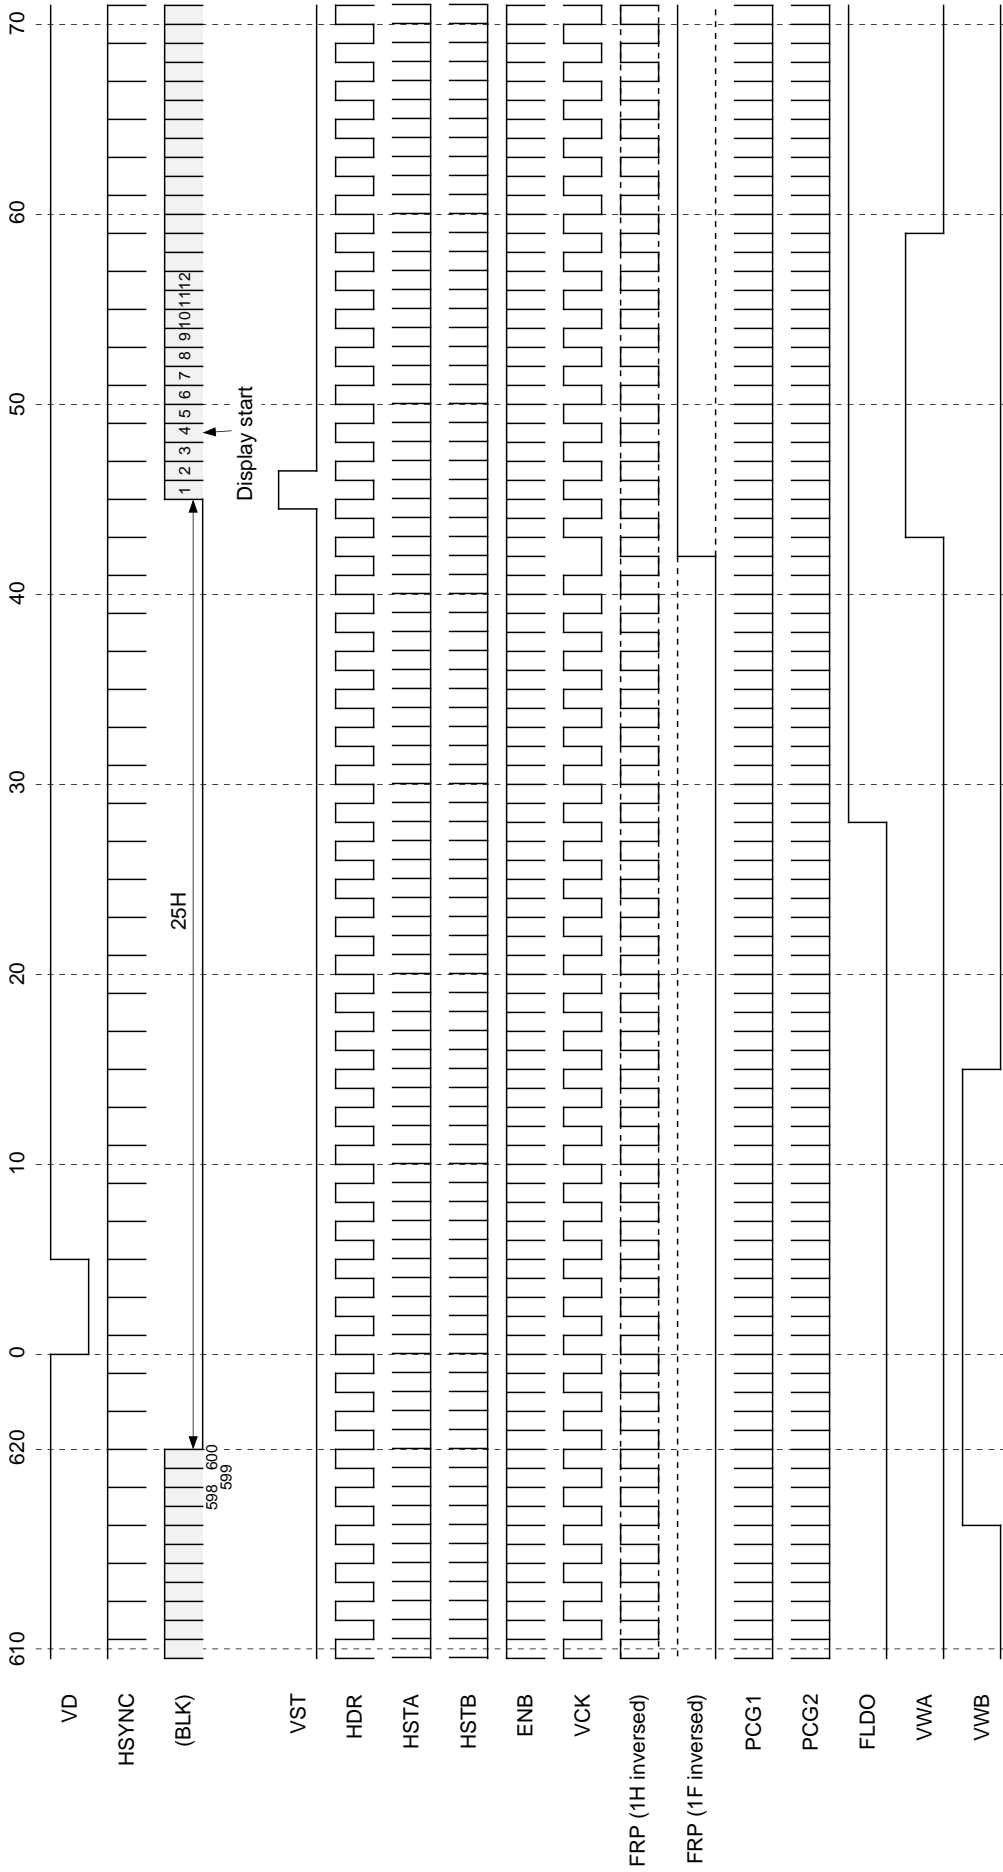 610
620
0
10
20
30
40
50
60
70
VD
HSYNC
(BLK)
598
599
600
25H
1 2 3 4 5 6 7 8 9 10 11 12
Display start
VST
HDR
HSTA
HSTB
ENB
VCK
FRP (1H inversed)
FRP (1F inversed)
PCG1
PCG2
FLDO
VWA
VWB